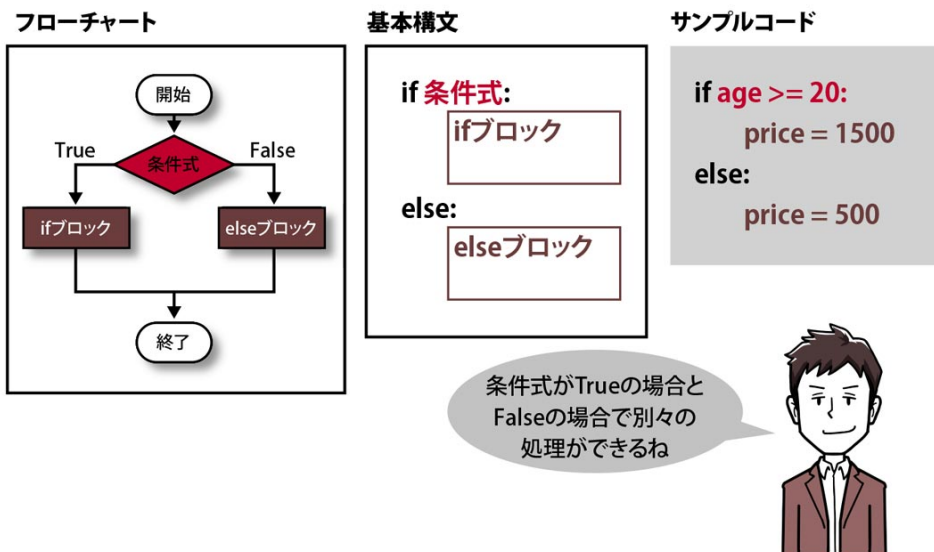 フローチャート
開始
True
False
条件式
ifブロック
elseブロック
終了
基本構文
if 条件式:
ifブロック
else:
elseブロック
サンプルコード
if age >= 20:
price = 1500
else:
price = 500
条件式がTrueの場合と
Falseの場合で別々の
処理ができるね